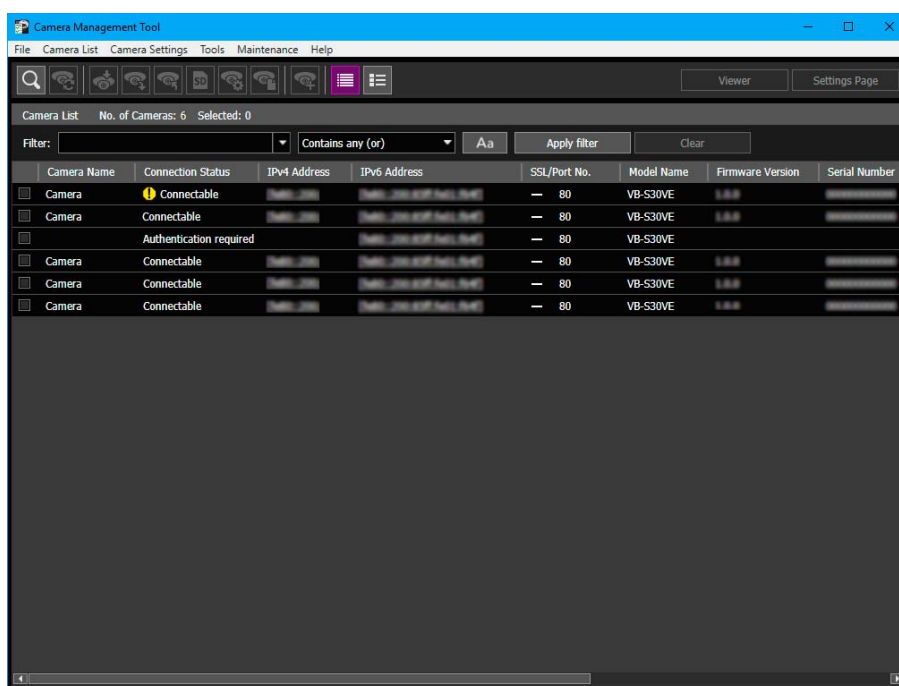 Camera Management Tool
File Camera List Camera Settings Tools Maintenance Help
SD Viewer Settings Page
Camera List No. of Cameras: 6 Selected: 0
Filter: Contains any (or) Aa Apply filter Clear
Camera Name Connection Status IPv4 Address IPv6 Address SSL/Port No. Model Name Firmware Version Serial Number
Camera ! Connectable — 80 VB-S30VE
Camera Connectable — 80 VB-S30VE
Authentication required — 80 VB-S30VE
Camera Connectable — 80 VB-S30VE
Camera Connectable — 80 VB-S30VE
Camera Connectable — 80 VB-S30VE